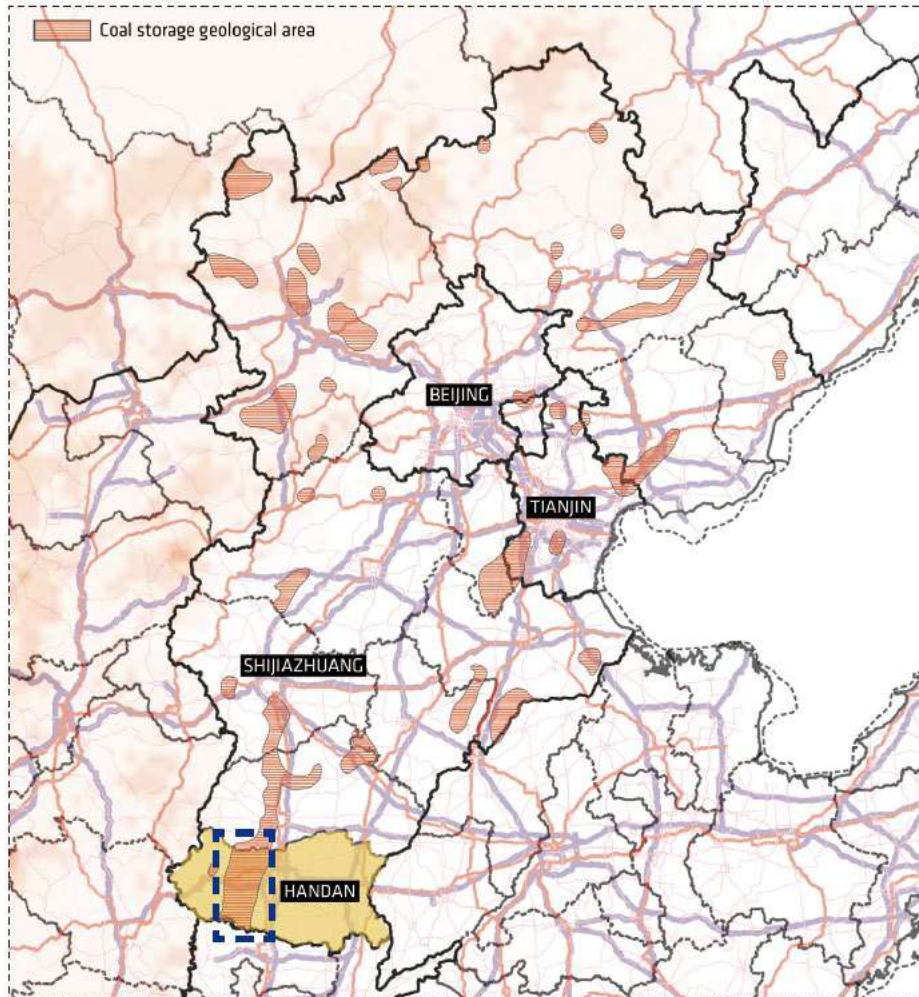 Coal storage geological area
BEIJING
TIANJIN
SHIJIAZHUANG
HANDAN